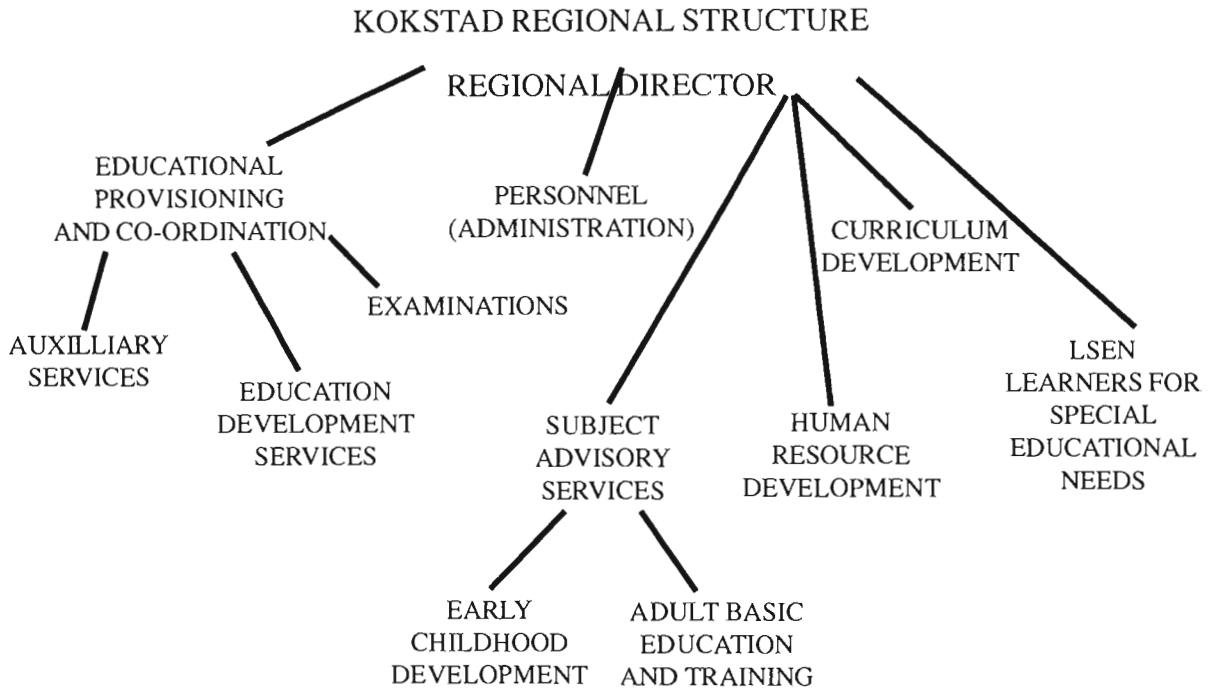 KOKSTAD REGIONAL STRUCTURE
REGIONAL DIRECTOR
EDUCATIONAL
PROVISIONING
AND CO-ORDINATION
PERSONNEL
(ADMINISTRATION)
CURRICULUM
DEVELOPMENT
EXAMINATIONS
AUXILLIARY
SERVICES
EDUCATION
DEVELOPMENT
SERVICES
SUBJECT
ADVISORY
SERVICES
HUMAN
RESOURCE
DEVELOPMENT
LSEN
LEARNERS FOR
SPECIAL
EDUCATIONAL
NEEDS
EARLY
CHILDHOOD
DEVELOPMENT
ADULT BASIC
EDUCATION
AND TRAINING